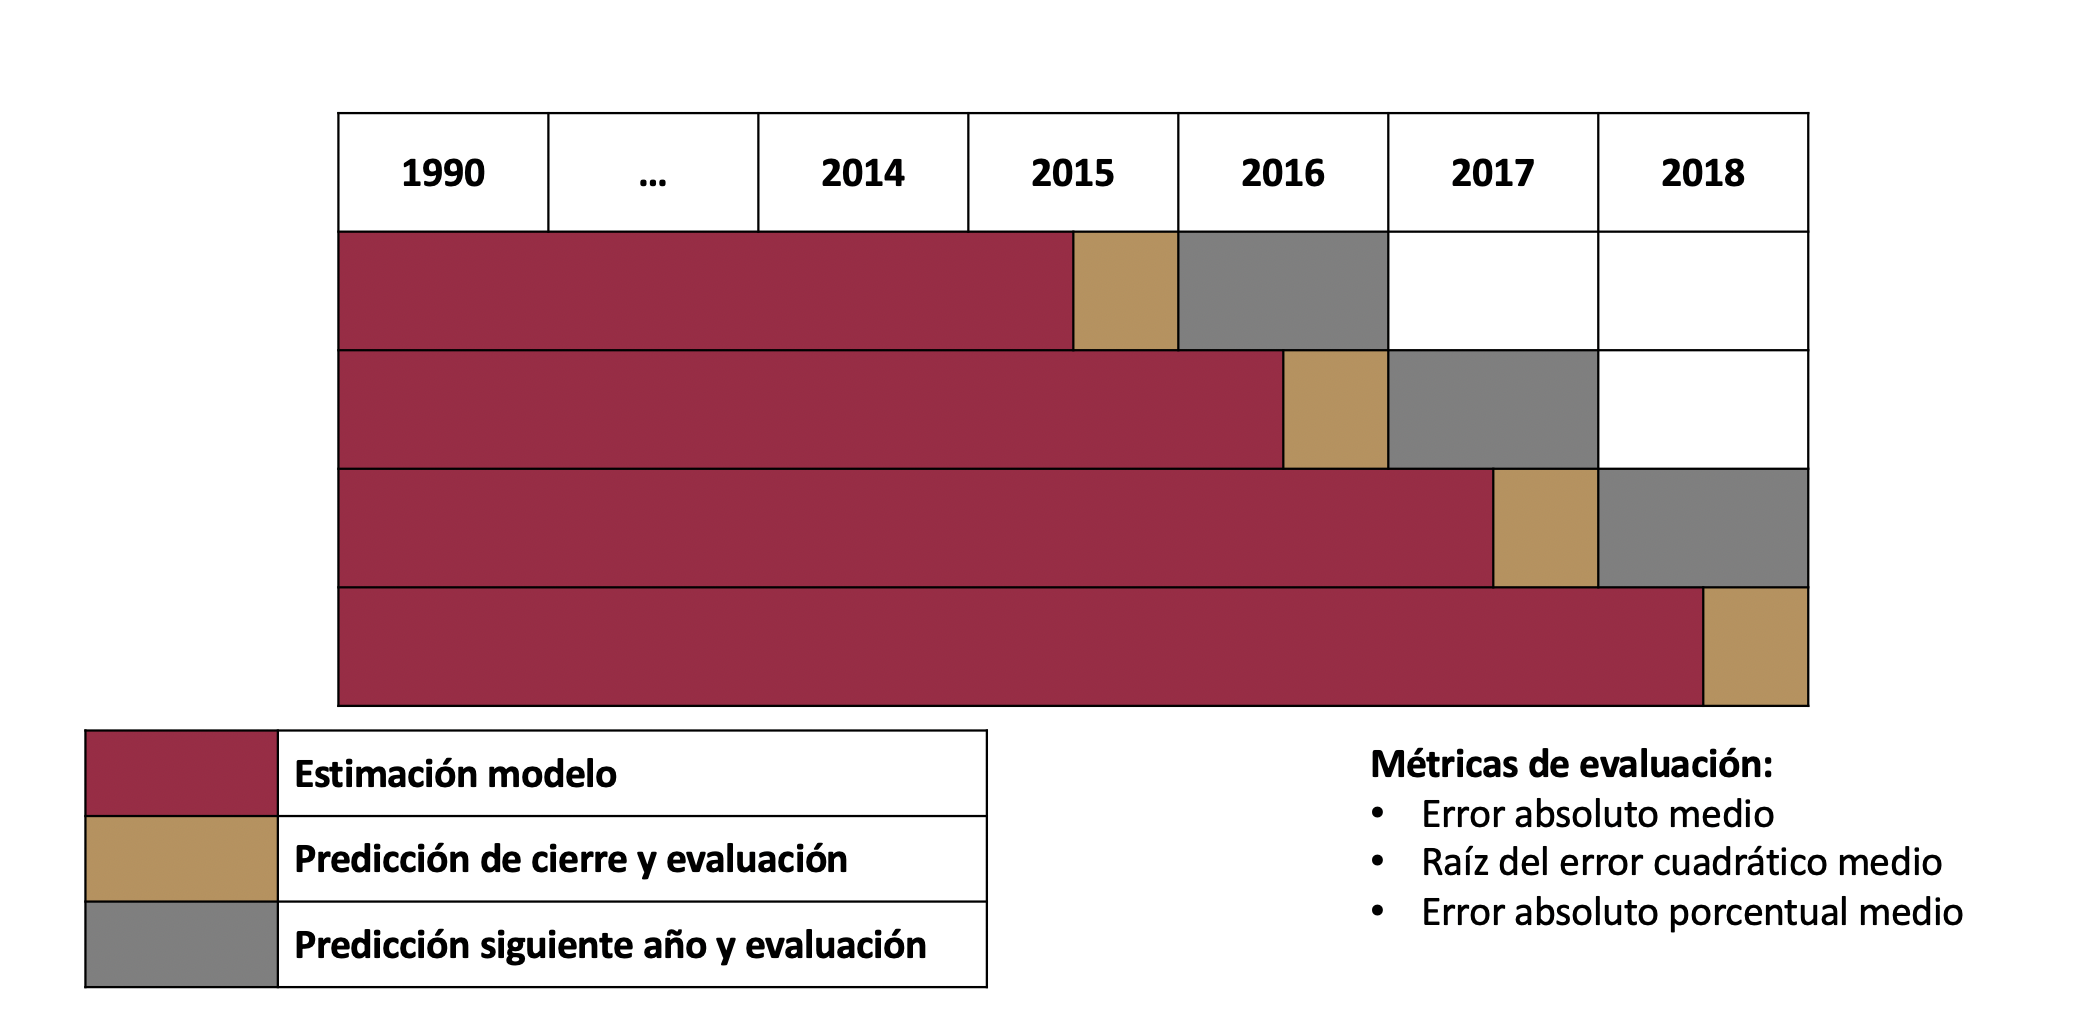 1990 ... 2014 2015 2016 2017 2018
Estimación modelo
Predicción de cierre y evaluación
Predicción siguiente año y evaluación
Métricas de evaluación:
• Error absoluto medio
• Raíz del error cuadrático medio
• Error absoluto porcentual medio